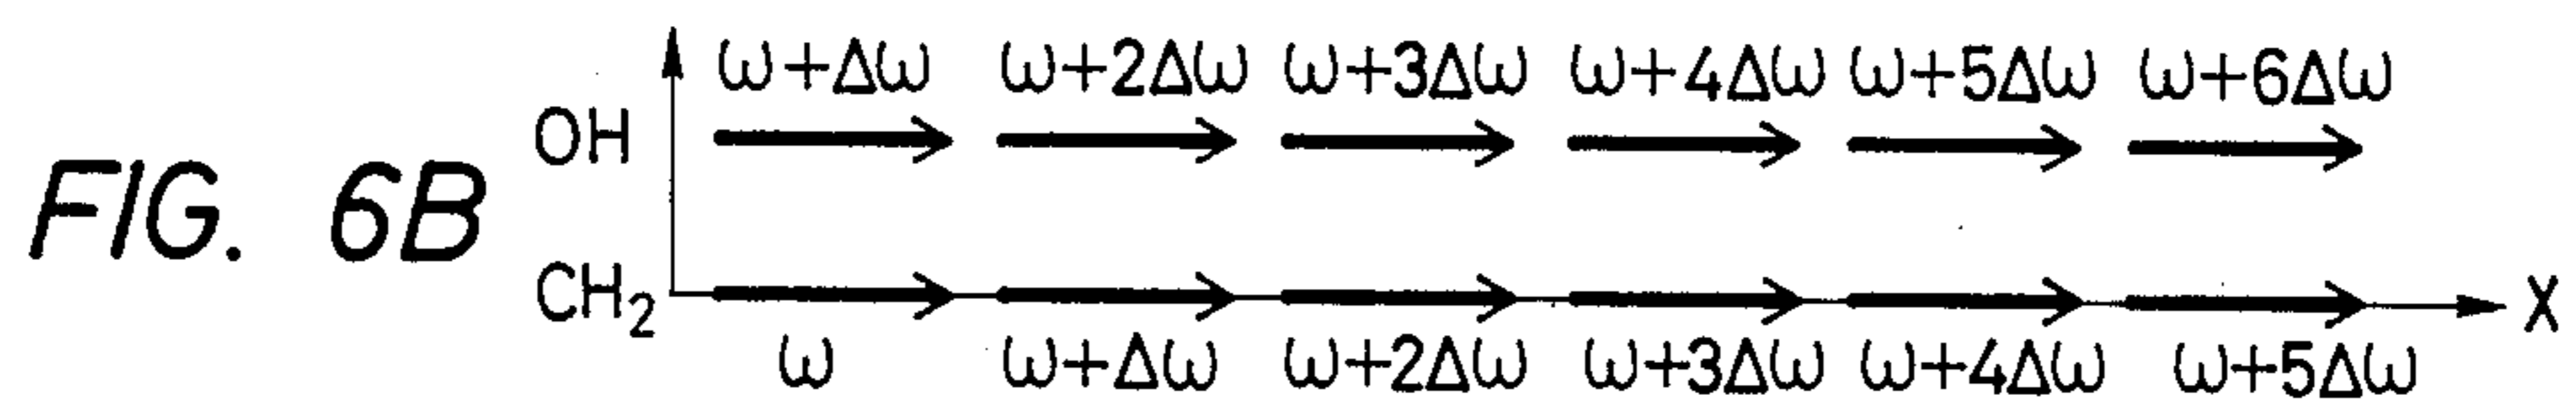 ω+Δω ω+2Δω ω+3Δω ω+4Δω ω+5Δω ω+6Δω
OH
FIG. 6B
CH₂ X
ω ω+Δω ω+2Δω ω+3Δω ω+4Δω ω+5Δω